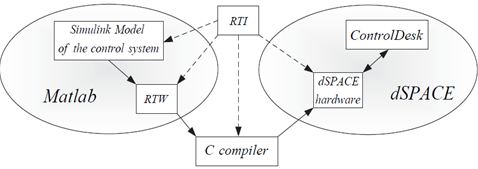 Simulink Model
of the control system
RTI
ControlDesk
Matlab
RTW
dSPACE
hardware
dSPACE
C compiler